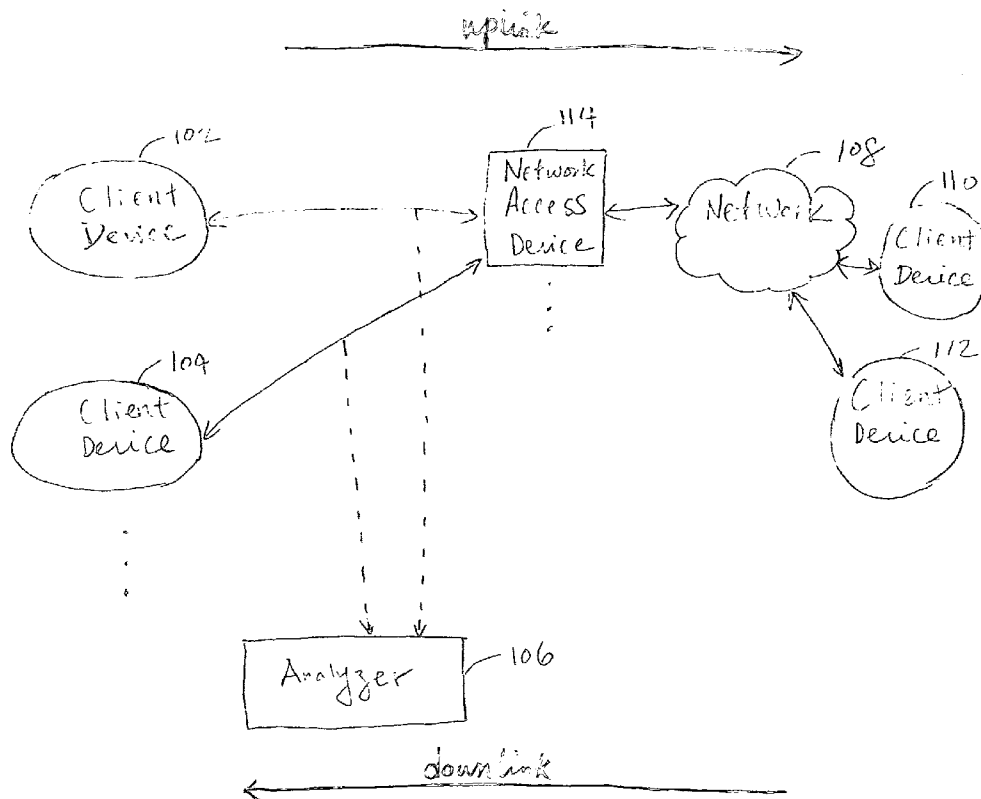 uplink
102
Client
Device
114
Network
Access
Device
108
Network
110
Client
Device
104
Client
Device
112
Client
Device
Analyzer
106
downlink